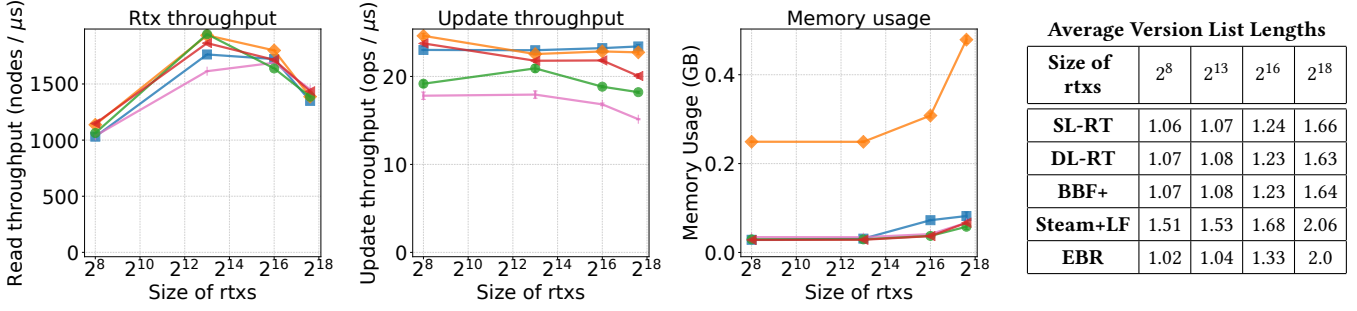 Rtx throughput
Read throughput (nodes / μs)
1500
1000
500
0
2^8 2^10 2^12 2^14 2^16 2^18
Size of rtxs
Update throughput
Update throughput (ops / μs)
20
10
0
2^8 2^10 2^12 2^14 2^16 2^18
Size of rtxs
Memory usage
Memory Usage (GB)
0.4
0.2
0.0
2^8 2^10 2^12 2^14 2^16 2^18
Size of rtxs
Average Version List Lengths
Size of rtxs 2^8 2^13 2^16 2^18
SL-RT 1.06 1.07 1.24 1.66
DL-RT 1.07 1.08 1.23 1.63
BBF+ 1.07 1.08 1.23 1.64
Steam+LF 1.51 1.53 1.68 2.06
EBR 1.02 1.04 1.33 2.0